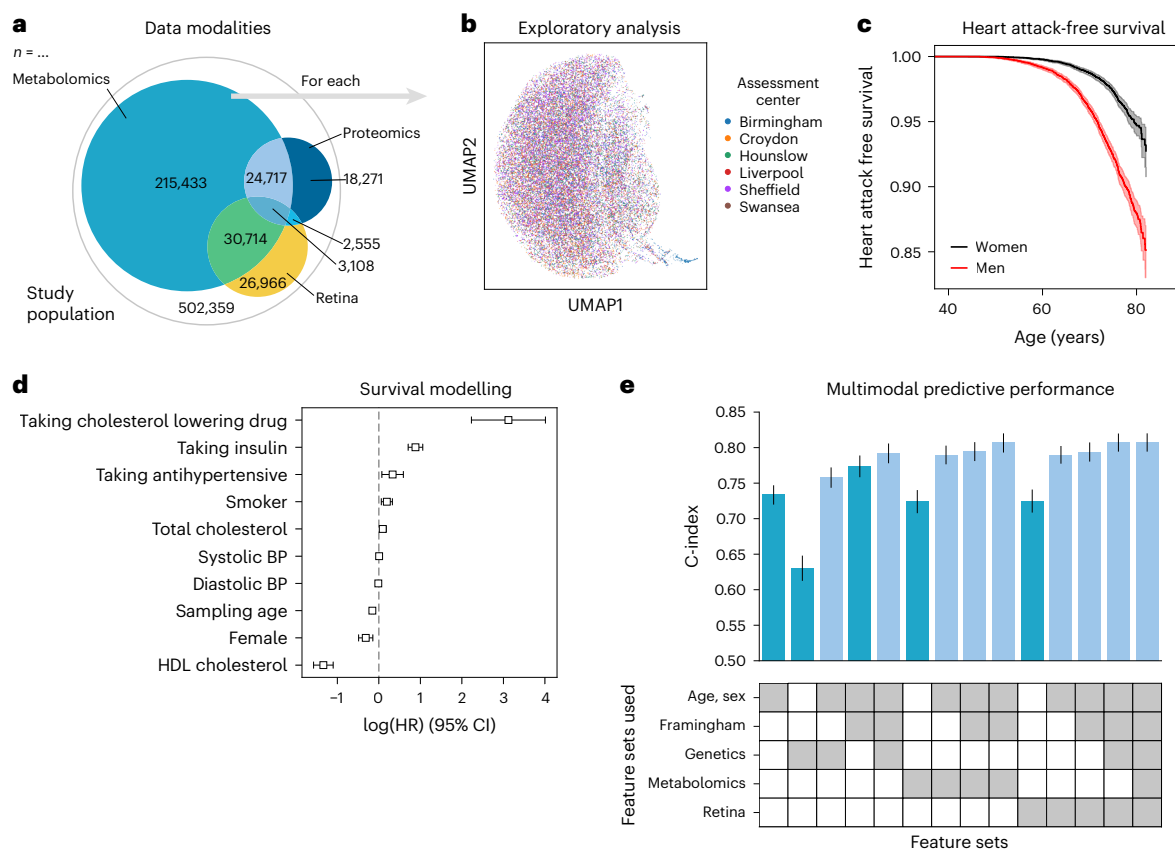 a
Data modalities
n = ...
Metabolomics
For each
Proteomics
215,433
24,717
18,271
30,714
2,555
3,108
26,966
Retina
Study
population
502,359
b
Exploratory analysis
UMAP2
UMAP1
Assessment
center
Birmingham
Croydon
Hounslow
Liverpool
Sheffield
Swansea
c
Heart attack-free survival
Heart attack free survival
1.00
0.95
0.90
0.85
Women
Men
40
60
80
Age (years)
d
Survival modelling
Taking cholesterol lowering drug
Taking insulin
Taking antihypertensive
Smoker
Total cholesterol
Systolic BP
Diastolic BP
Sampling age
Female
HDL cholesterol
−1
0
1
2
3
4
log(HR) (95% CI)
e
Multimodal predictive performance
C-index
0.85
0.80
0.75
0.70
0.65
0.60
0.55
0.50
Feature sets used
Age, sex
Framingham
Genetics
Metabolomics
Retina
Feature sets